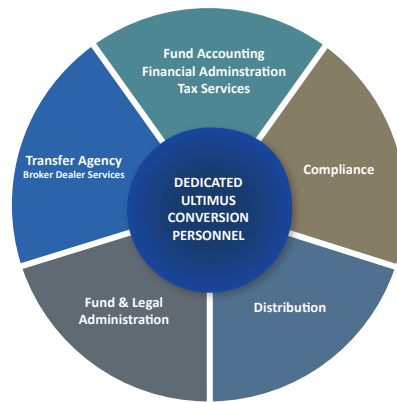 Fund Accounting
Financial Adminstration
Tax Services
Transfer Agency
Broker Dealer Services
Compliance
DEDICATED
ULTIMUS
CONVERSION
PERSONNEL
Fund & Legal
Administration
Distribution